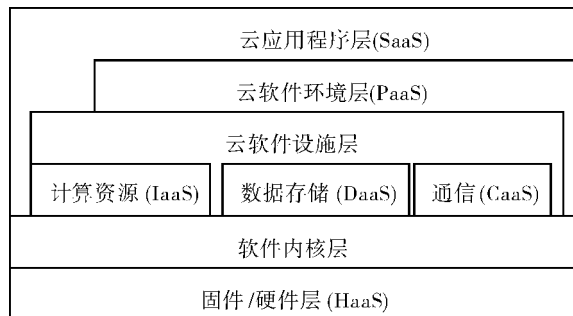 云应用程序层(SaaS)
云软件环境层(PaaS)
云软件设施层
计算资源 (IaaS) 数据存储 (DaaS) 通信 (CaaS)
软件内核层
固件/硬件层 (HaaS)